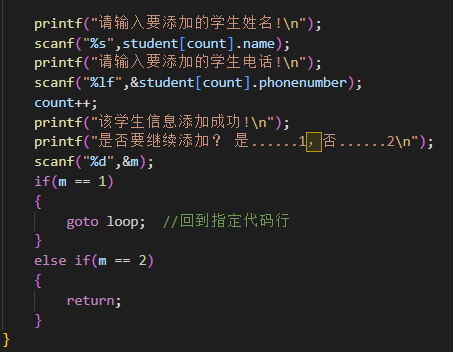 printf("请输入要添加的学生姓名!\n");
scanf("%s",student[count].name);
printf("请输入要添加的学生电话!\n");
scanf("%lf",&student[count].phonenumber);
count++;
printf("该学生信息添加成功!\n");
printf("是否要继续添加？ 是......1，否......2\n");
scanf("%d",&m);
if(m == 1)
{
goto loop;  //回到指定代码行
}
else if(m == 2)
{
return;
}
}